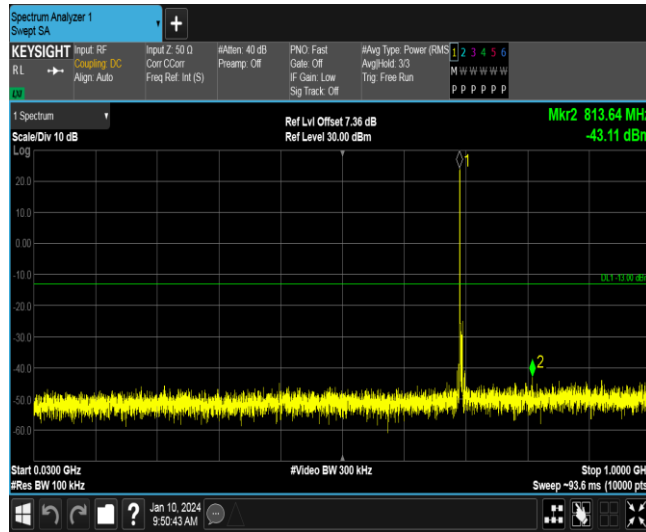 Spectrum Analyzer 1
Swept SA
+
KEYSIGHT
RL
LXI
Input: RF
Coupling: DC
Align: Auto
Input Z: 50 Ω
Corr CCorr
Freq Ref: Int (S)
#Atten: 40 dB
Preamp: Off
PNO: Fast
Gate: Off
IF Gain: Low
Sig Track: Off
#Avg Type: Power (RMS
Avg|Hold: 3/3
Trig: Free Run
1 2 3 4 5 6
M W W W W W
P P P P P P
1 Spectrum
Scale/Div 10 dB
Log
Ref Lvl Offset 7.36 dB
Ref Level 30.00 dBm
Mkr2 813.64 MHz
-43.11 dBm
1
20.0
10.0
0.00
-10.0
DL1 -13.00 dBm
-20.0
-30.0
-40.0
2
-50.0
-60.0
Start 0.0300 GHz
#Res BW 100 kHz
#Video BW 300 kHz
Stop 1.0000 GH
Sweep ~93.6 ms (10000 pts
?
Jan 10, 2024
9:50:43 AM